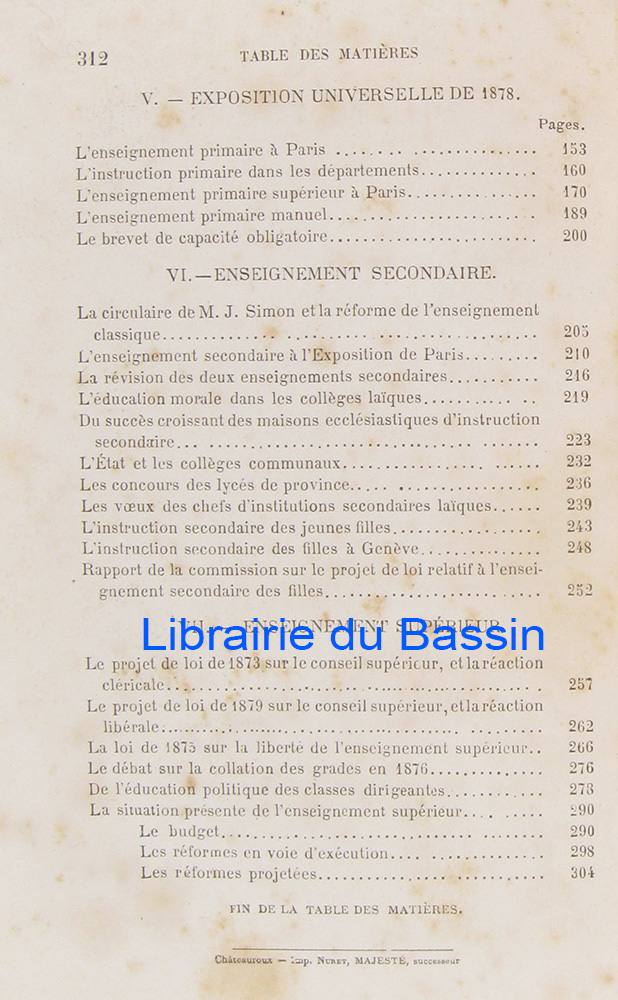 312 TABLE DES MATIÈRES
V. — EXPOSITION UNIVERSELLE DE 1878.
Pages.
L'enseignement primaire à Paris .................... 153
L'instruction primaire dans les départements.............. 160
L'enseignement primaire supérieur à Paris................ 170
L'enseignement primaire manuel......................... 189
Le brevet de capacité obligatoire......................... 200
VI. — ENSEIGNEMENT SECONDAIRE.
La circulaire de M. J. Simon et la réforme de l'enseignement
classique............................................. 205
L'enseignement secondaire à l'Exposition de Paris......... 210
La révision des deux enseignements secondaires........... 216
L'éducation morale dans les collèges laïques.............. 219
Du succès croissant des maisons ecclésiastiques d'instruction
secondaire............................................ 223
L'État et les collèges communaux........................ 232
Les concours des lycés de province....................... 236
Les vœux des chefs d'institutions secondaires laïques...... 239
L'instruction secondaire des jeunes filles.................. 243
L'instruction secondaire des filles à Genève............... 248
Rapport de la commission sur le projet de loi relatif à l'ensei-
gnement secondaire des filles.......................... 252
VII. — ENSEIGNEMENT SUPÉRIEUR
Librairie du Bassin
Le projet de loi de 1873 sur le conseil supérieur, et la réaction
cléricale.............................................. 257
Le projet de loi de 1879 sur le conseil supérieur, et la réaction
libérale............................................... 262
La loi de 1875 sur la liberté de l'enseignement supérieur.. 266
Le débat sur la collation des grades en 1876.............. 276
De l'éducation politique des classes dirigeantes............ 278
La situation présente de l'enseignement supérieur......... 290
Le budget....................................... 290
Les réformes en voie d'exécution.................. 298
Les réformes projetées............................ 304
FIN DE LA TABLE DES MATIÈRES.
Châteauroux — Imp. NURET, MAJESTÉ, successeur